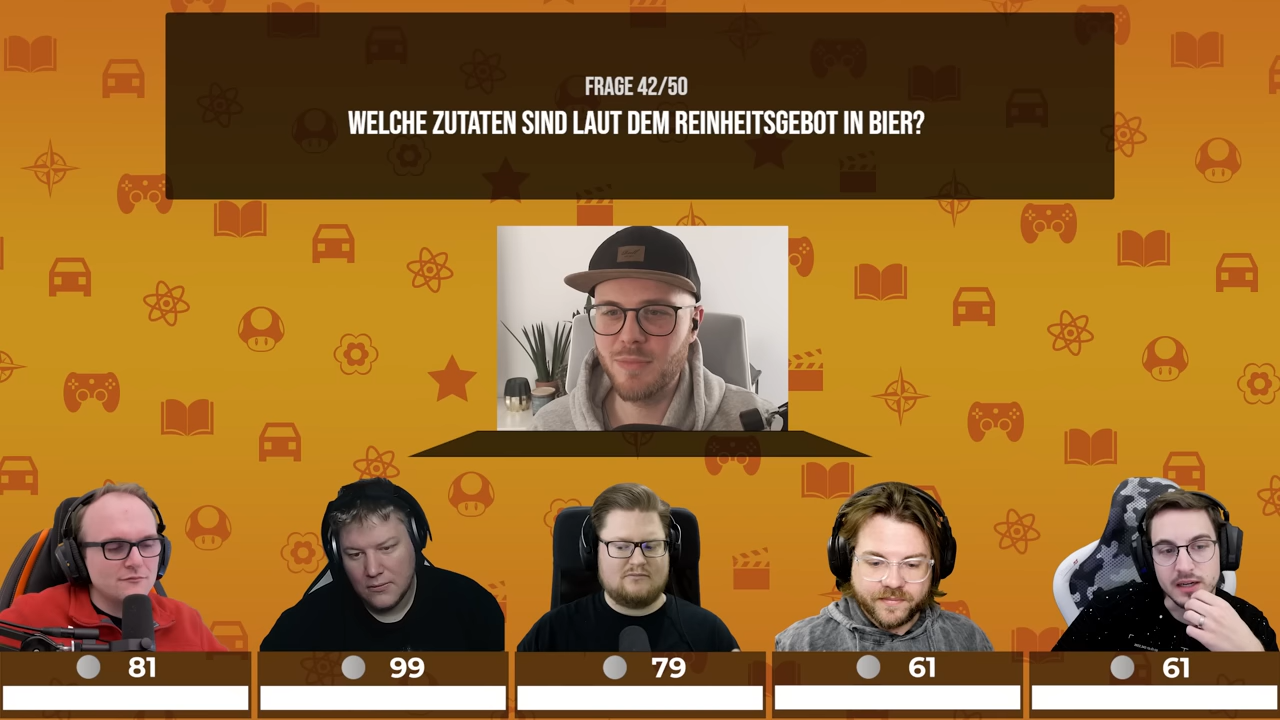 FRAGE 42/50
WELCHE ZUTATEN SIND LAUT DEM REINHEITSGEBOT IN BIER?
81
99
79
61
61